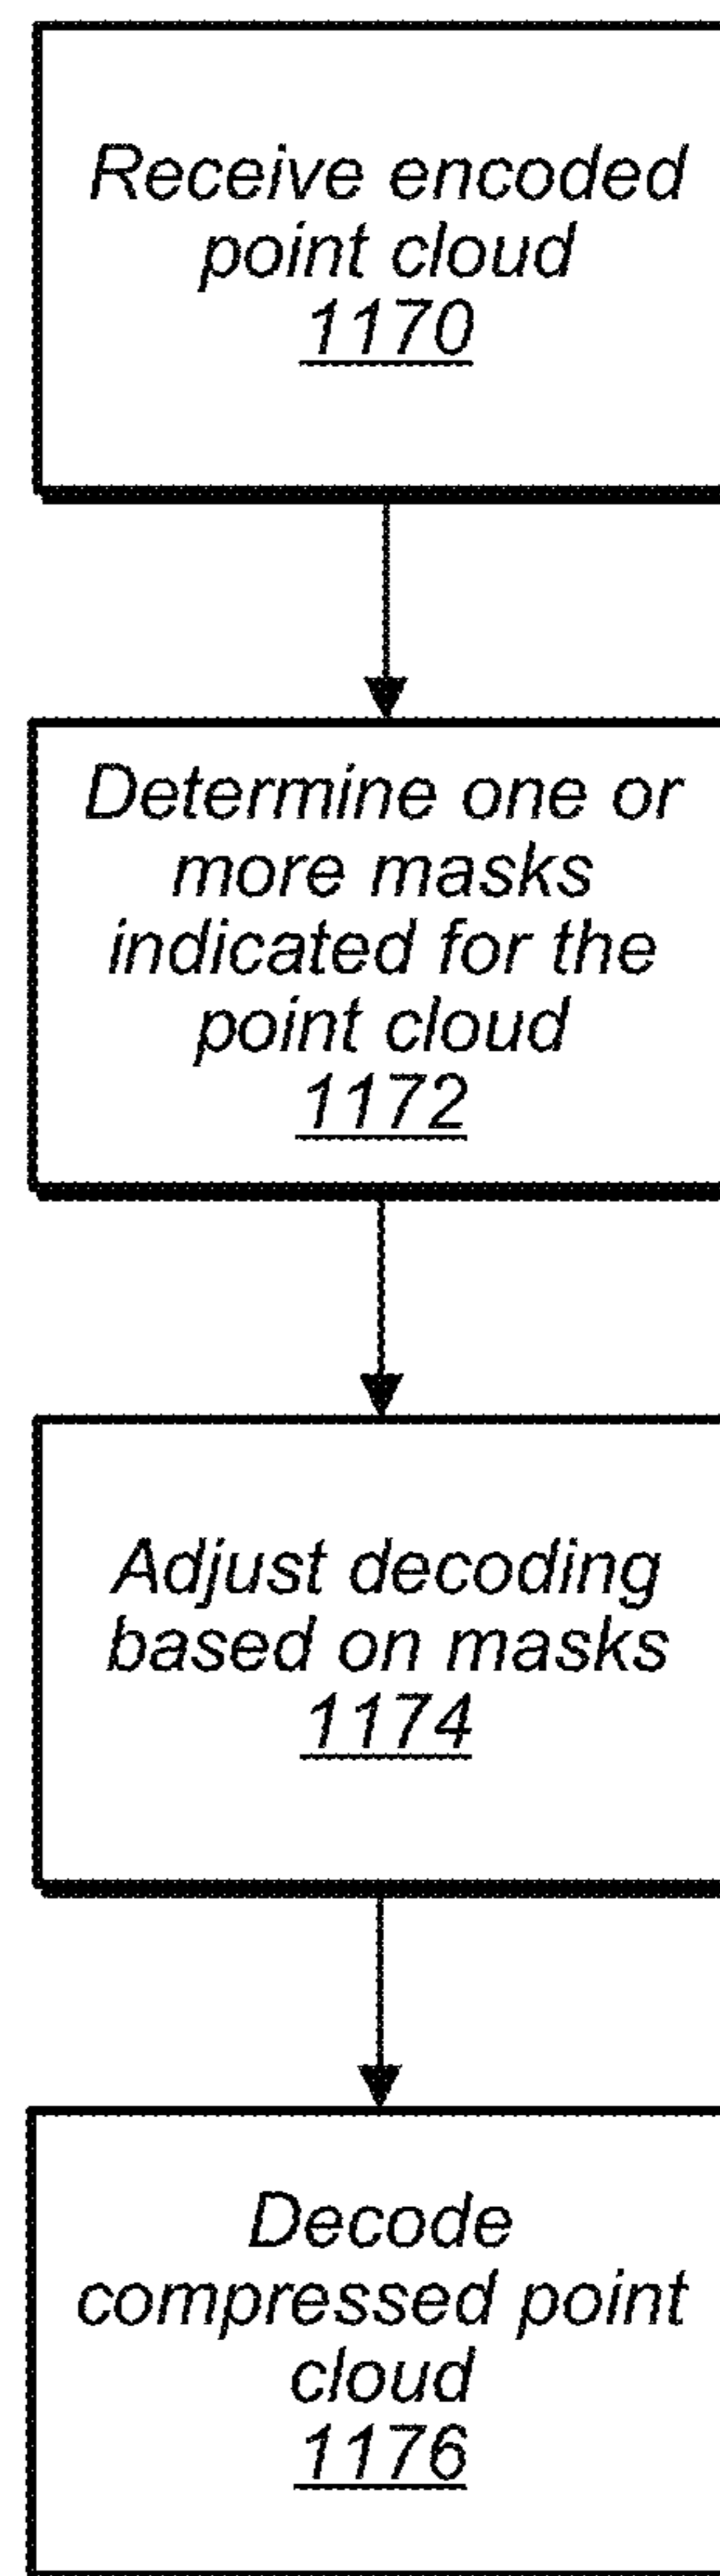 Receive encoded
point cloud
1170
Determine one or
more masks
indicated for the
point cloud
1172
Adjust decoding
based on masks
1174
Decode
compressed point
cloud
1176